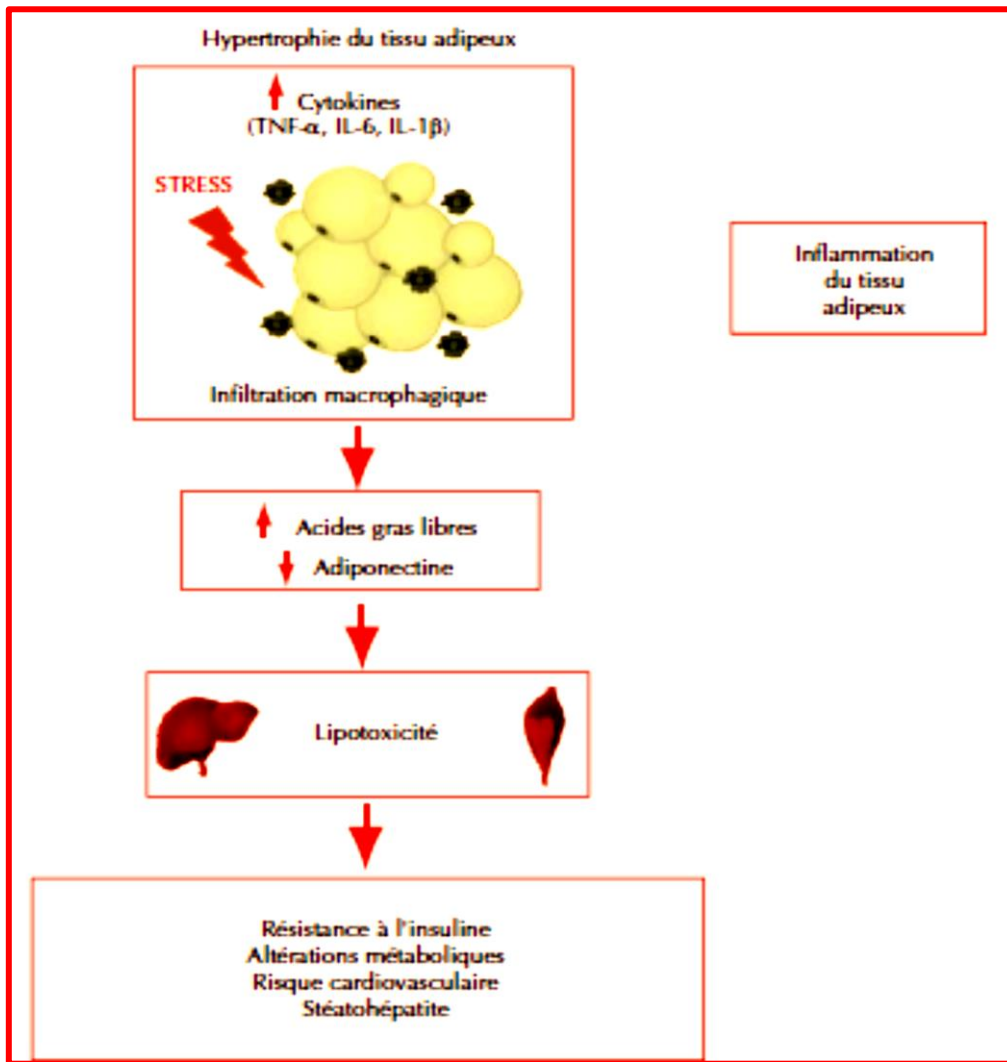 Hypertrophie du tissu adipeux
Cytokines
(TNF-α, IL-6, IL-1β)
STRESS
Infiltration macrophagique
Inflammation
du tissu
adipeux
Acides gras libres
Adiponectine
Lipotoxicité
Résistance à l'insuline
Altérations métaboliques
Risque cardiovasculaire
Stéatohépatite